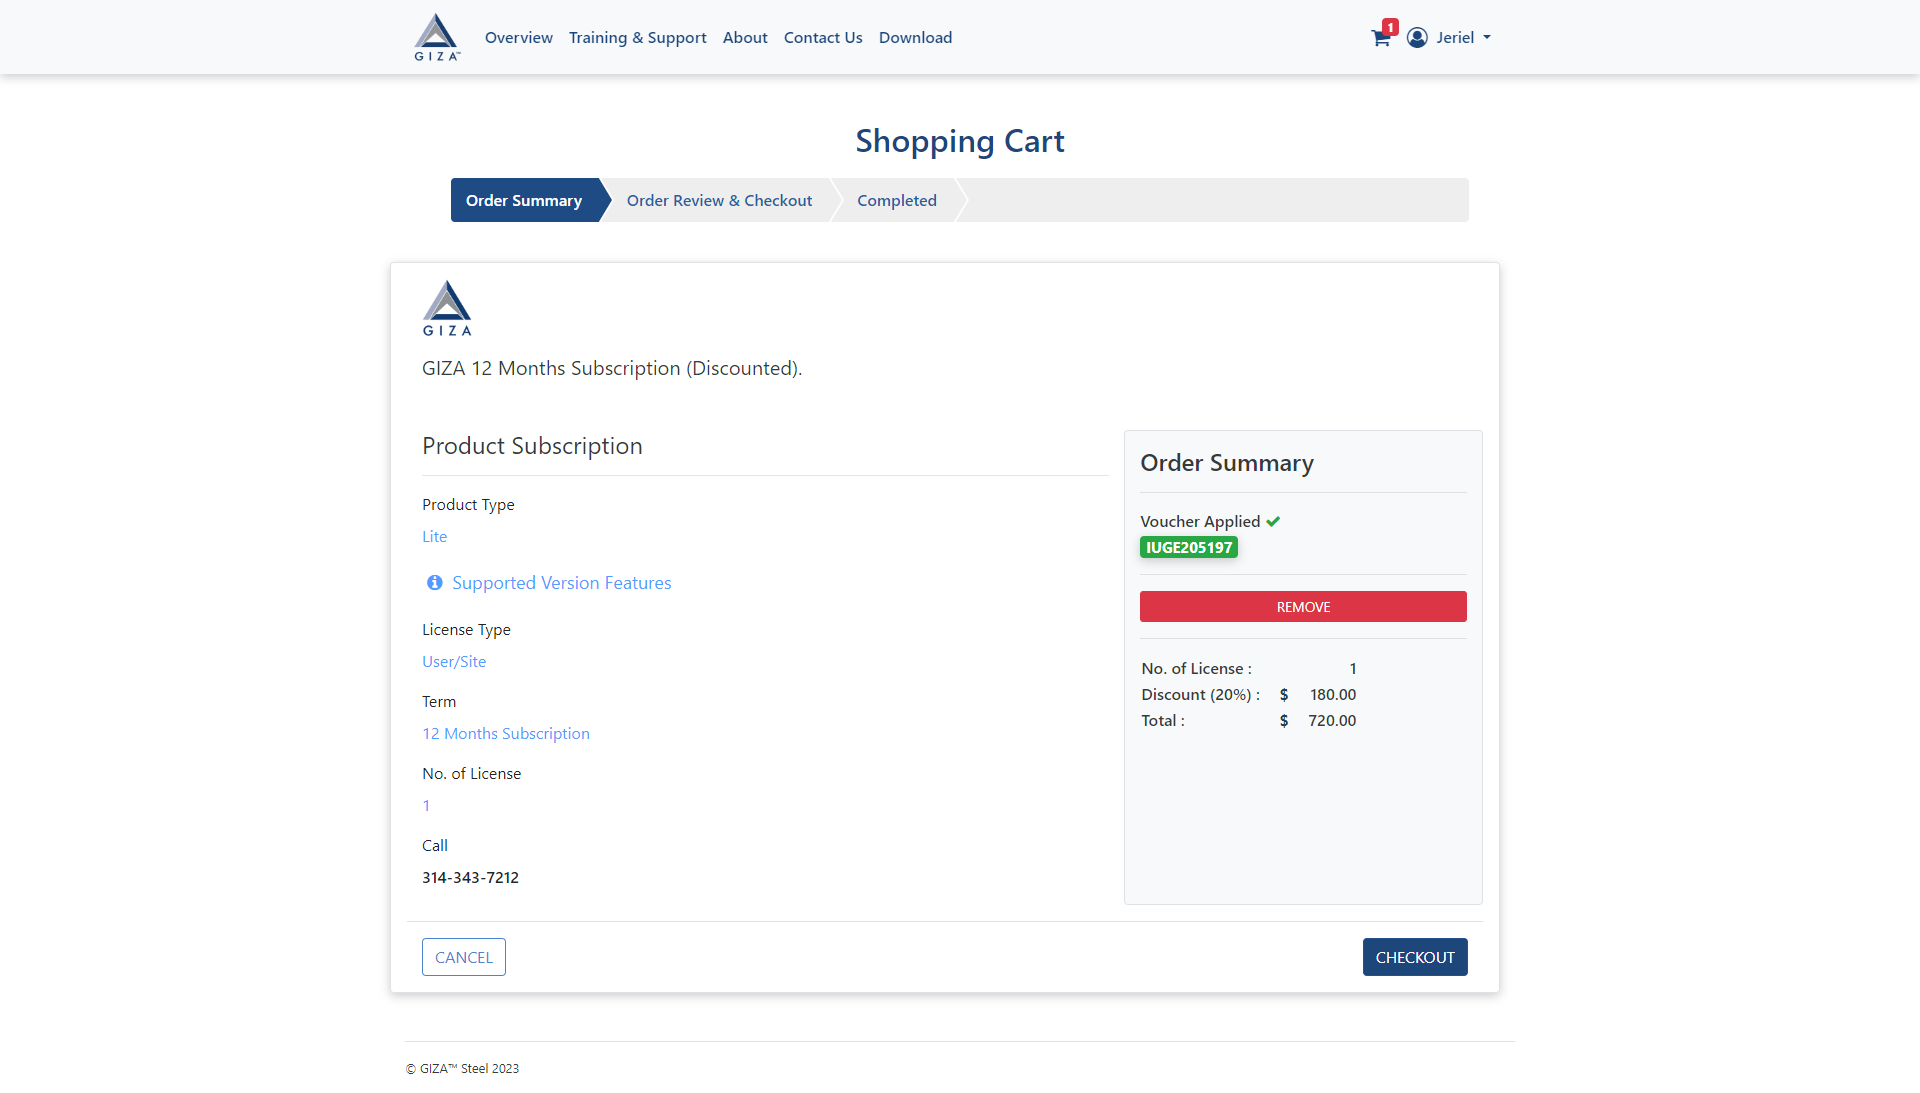 GIZA™
Overview
Training & Support
About
Contact Us
Download
1
Jeriel
Shopping Cart
Order Summary
Order Review & Checkout
Completed
GIZA
GIZA 12 Months Subscription (Discounted).
Product Subscription
Product Type
Lite
Supported Version Features
License Type
User/Site
Term
12 Months Subscription
No. of License
1
Call
314-343-7212
Order Summary
Voucher Applied
IUGE205197
REMOVE
No. of License : 1
Discount (20%) : $ 180.00
Total : $ 720.00
CANCEL
CHECKOUT
© GIZA™ Steel 2023